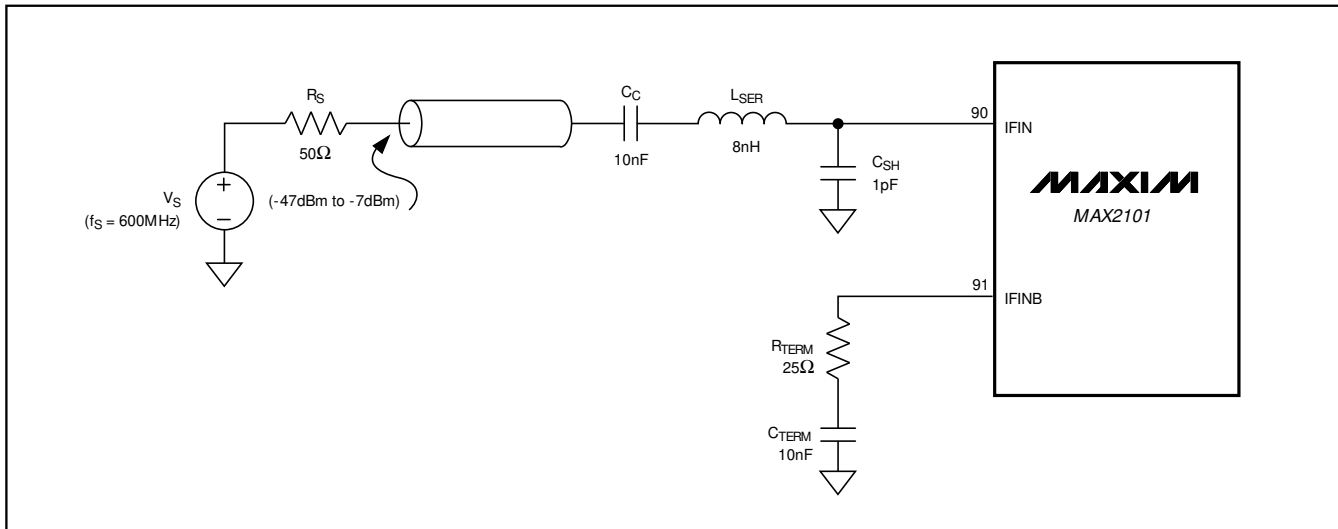 R_S
50Ω
V_S
(f_S = 600MHz)
+
−
(-47dBm to -7dBm)
C_C
10nF
L_SER
8nH
C_SH
1pF
90
IFIN
MAXIM
MAX2101
91
IFINB
R_TERM
25Ω
C_TERM
10nF